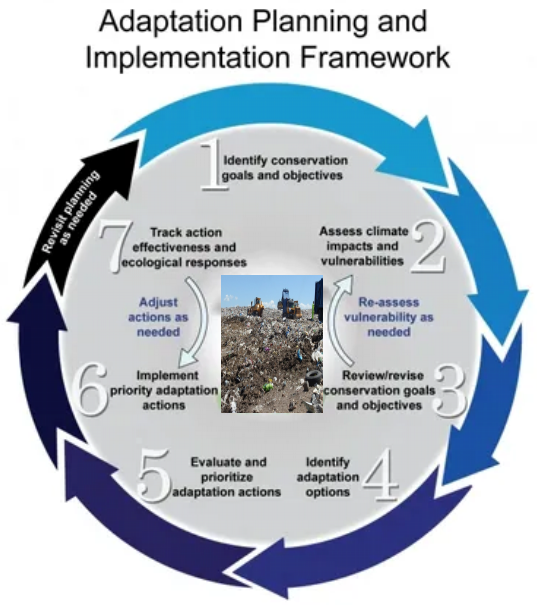 Adaptation Planning and
Implementation Framework
1
Identify conservation
goals and objectives
2
Assess climate
impacts and
vulnerabilities
Re-assess
vulnerability as
needed
3
Review/revise
conservation goals
and objectives
4
Identify
adaptation
options
5
Evaluate and
prioritize
adaptation actions
6
Implement
priority adaptation
actions
Adjust
actions as
needed
7
Track action
effectiveness and
ecological responses
Revisit planning
as needed